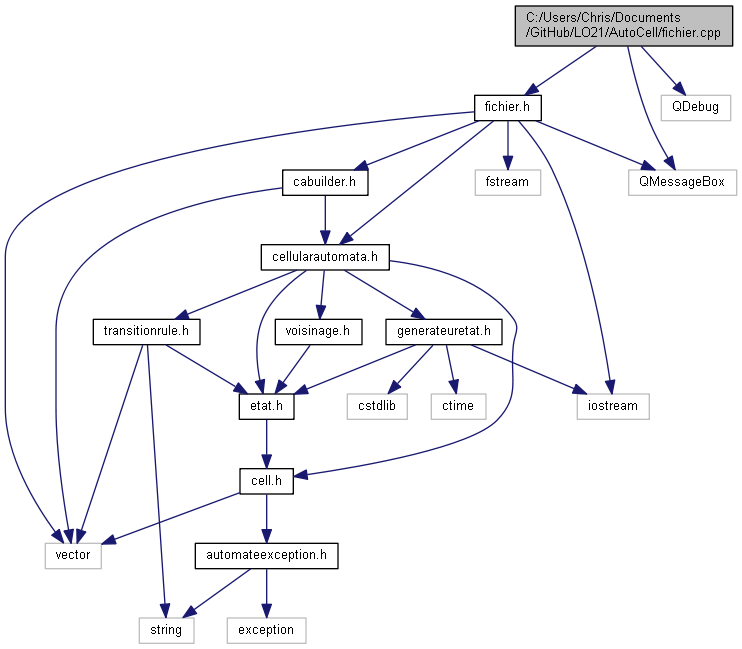 C:/Users/Chris/Documents
/GitHub/LO21/AutoCell/fichier.cpp
fichier.h
QDebug
cabuilder.h
fstream
QMessageBox
cellularautomata.h
transitionrule.h
voisinage.h
generateuretat.h
etat.h
cstdlib
ctime
iostream
cell.h
vector
automateexception.h
string
exception